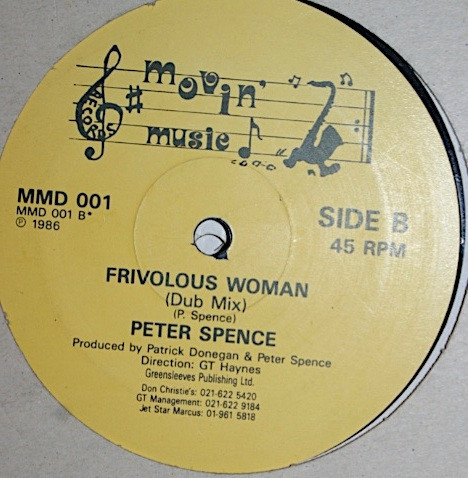 movin'
music
RECORDS
MMD 001
MMD 001 B*
℗ 1986
SIDE B
45 RPM
FRIVOLOUS WOMAN
(Dub Mix)
(P. Spence)
PETER SPENCE
Produced by Patrick Donegan & Peter Spence
Direction: GT Haynes
Greensleeves Publishing Ltd.
Don Christie's: 021-622 5420
GT Management: 021-622 9184
Jet Star Marcus: 01-961 5818